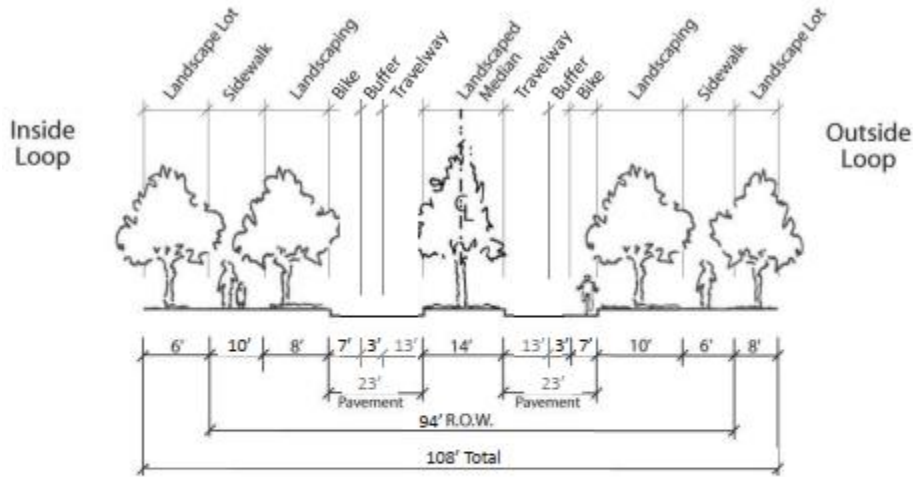 Landscape Lot
Sidewalk
Landscaping
Bike
Buffer
Travelway
Landscaped
Median
Travelway
Buffer
Bike
Landscaping
Sidewalk
Landscape Lot
Inside
Loop
Outside
Loop
CL
6' 10' 8' 7' 3' 13' 14' 13' 3' 7' 10' 6' 8'
23' 23'
Pavement Pavement
94' R.O.W.
108' Total